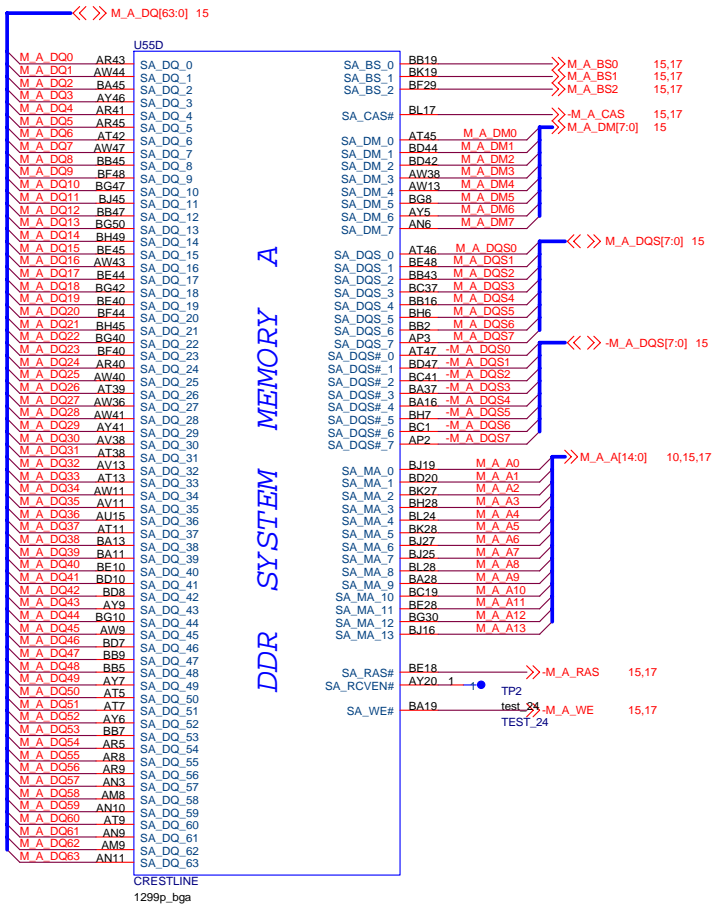 M_A_DQ[63:0] 15
U55D
M_A_DQ0 AR43 SA_DQ_0
M_A_DQ1 AW44 SA_DQ_1
M_A_DQ2 BA45 SA_DQ_2
M_A_DQ3 AY46 SA_DQ_3
M_A_DQ4 AR41 SA_DQ_4
M_A_DQ5 AR45 SA_DQ_5
M_A_DQ6 AT42 SA_DQ_6
M_A_DQ7 AW47 SA_DQ_7
M_A_DQ8 BB45 SA_DQ_8
M_A_DQ9 BF48 SA_DQ_9
M_A_DQ10 BG47 SA_DQ_10
M_A_DQ11 BJ45 SA_DQ_11
M_A_DQ12 BB47 SA_DQ_12
M_A_DQ13 BG50 SA_DQ_13
M_A_DQ14 BH49 SA_DQ_14
M_A_DQ15 BE45 SA_DQ_15
M_A_DQ16 AW43 SA_DQ_16
M_A_DQ17 BE44 SA_DQ_17
M_A_DQ18 BG42 SA_DQ_18
M_A_DQ19 BE40 SA_DQ_19
M_A_DQ20 BF44 SA_DQ_20
M_A_DQ21 BH45 SA_DQ_21
M_A_DQ22 BG40 SA_DQ_22
M_A_DQ23 BF40 SA_DQ_23
M_A_DQ24 AR40 SA_DQ_24
M_A_DQ25 AW40 SA_DQ_25
M_A_DQ26 AT39 SA_DQ_26
M_A_DQ27 AW36 SA_DQ_27
M_A_DQ28 AW41 SA_DQ_28
M_A_DQ29 AY41 SA_DQ_29
M_A_DQ30 AV38 SA_DQ_30
M_A_DQ31 AT38 SA_DQ_31
M_A_DQ32 AV13 SA_DQ_32
M_A_DQ33 AT13 SA_DQ_33
M_A_DQ34 AW11 SA_DQ_34
M_A_DQ35 AV11 SA_DQ_35
M_A_DQ36 AU15 SA_DQ_36
M_A_DQ37 AT11 SA_DQ_37
M_A_DQ38 BA13 SA_DQ_38
M_A_DQ39 BA11 SA_DQ_39
M_A_DQ40 BE10 SA_DQ_40
M_A_DQ41 BD10 SA_DQ_41
M_A_DQ42 BD8 SA_DQ_42
M_A_DQ43 AY9 SA_DQ_43
M_A_DQ44 BG10 SA_DQ_44
M_A_DQ45 AW9 SA_DQ_45
M_A_DQ46 BD7 SA_DQ_46
M_A_DQ47 BB9 SA_DQ_47
M_A_DQ48 BB5 SA_DQ_48
M_A_DQ49 AY7 SA_DQ_49
M_A_DQ50 AT5 SA_DQ_50
M_A_DQ51 AT7 SA_DQ_51
M_A_DQ52 AY6 SA_DQ_52
M_A_DQ53 BB7 SA_DQ_53
M_A_DQ54 AR5 SA_DQ_54
M_A_DQ55 AR8 SA_DQ_55
M_A_DQ56 AR9 SA_DQ_56
M_A_DQ57 AN3 SA_DQ_57
M_A_DQ58 AM8 SA_DQ_58
M_A_DQ59 AN10 SA_DQ_59
M_A_DQ60 AT9 SA_DQ_60
M_A_DQ61 AN9 SA_DQ_61
M_A_DQ62 AM9 SA_DQ_62
M_A_DQ63 AN11 SA_DQ_63
DDR SYSTEM MEMORY A
SA_BS_0 BB19 M_A_BS0 15,17
SA_BS_1 BK19 M_A_BS1 15,17
SA_BS_2 BF29 M_A_BS2 15,17
SA_CAS# BL17 -M_A_CAS 15,17
M_A_DM[7:0] 15
SA_DM_0 AT45 M_A_DM0
SA_DM_1 BD44 M_A_DM1
SA_DM_2 BD42 M_A_DM2
SA_DM_3 AW38 M_A_DM3
SA_DM_4 AW13 M_A_DM4
SA_DM_5 BG8 M_A_DM5
SA_DM_6 AY5 M_A_DM6
SA_DM_7 AN6 M_A_DM7
M_A_DQS[7:0] 15
SA_DQS_0 AT46 M_A_DQS0
SA_DQS_1 BE48 M_A_DQS1
SA_DQS_2 BB43 M_A_DQS2
SA_DQS_3 BC37 M_A_DQS3
SA_DQS_4 BB16 M_A_DQS4
SA_DQS_5 BH6 M_A_DQS5
SA_DQS_6 BB2 M_A_DQS6
SA_DQS_7 AP3 M_A_DQS7
-M_A_DQS[7:0] 15
SA_DQS#_0 AT47 -M_A_DQS0
SA_DQS#_1 BD47 -M_A_DQS1
SA_DQS#_2 BC41 -M_A_DQS2
SA_DQS#_3 BA37 -M_A_DQS3
SA_DQS#_4 BA16 -M_A_DQS4
SA_DQS#_5 BH7 -M_A_DQS5
SA_DQS#_6 BC1 -M_A_DQS6
SA_DQS#_7 AP2 -M_A_DQS7
M_A_A[14:0] 10,15,17
SA_MA_0 BJ19 M_A_A0
SA_MA_1 BD20 M_A_A1
SA_MA_2 BK27 M_A_A2
SA_MA_3 BH28 M_A_A3
SA_MA_4 BL24 M_A_A4
SA_MA_5 BK28 M_A_A5
SA_MA_6 BJ27 M_A_A6
SA_MA_7 BJ25 M_A_A7
SA_MA_8 BL28 M_A_A8
SA_MA_9 BA28 M_A_A9
SA_MA_10 BC19 M_A_A10
SA_MA_11 BE28 M_A_A11
SA_MA_12 BG30 M_A_A12
SA_MA_13 BJ16 M_A_A13
SA_RAS# BE18 -M_A_RAS 15,17
SA_RCVEN# AY20 1 1
TP2
test_24
SA_WE# BA19 -M_A_WE 15,17
TEST_24
CRESTLINE
1299p_bga